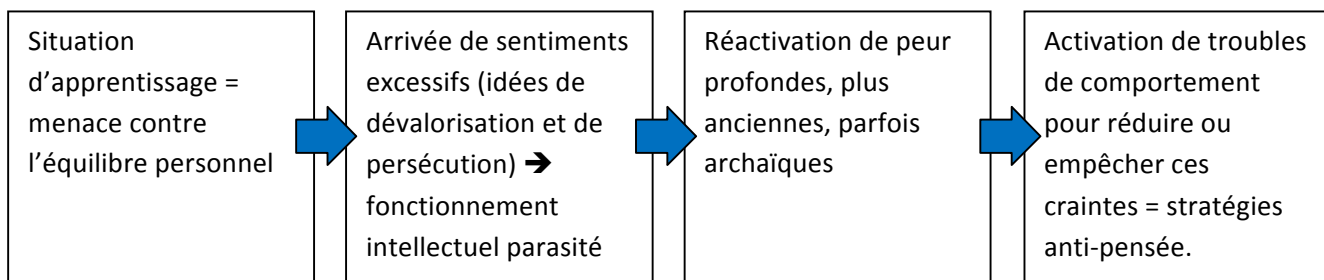 Situation
d’apprentissage =
menace contre
l’équilibre personnel
Arrivée de sentiments
excessifs (idées de
dévalorisation et de
persécution) ➔
fonctionnement
intellectuel parasité
Réactivation de peur
profondes, plus
anciennes, parfois
archaïques
Activation de troubles
de comportement
pour réduire ou
empêcher ces
craintes = stratégies
anti-pensée.